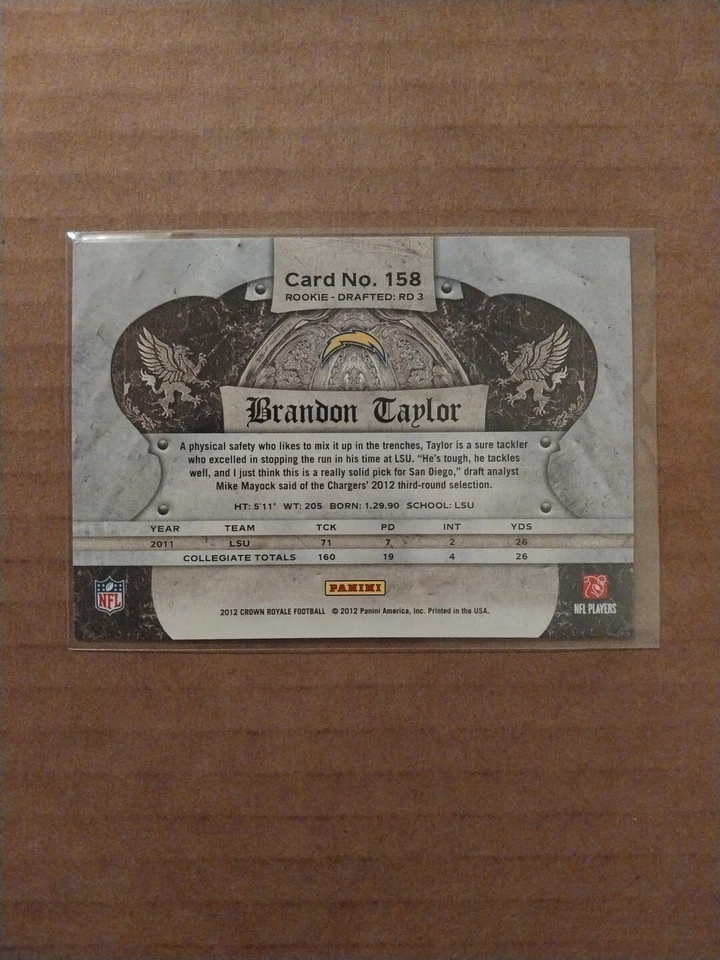 Card No. 158
ROOKIE - DRAFTED: RD 3
Brandon Taylor
A physical safety who likes to mix it up in the trenches, Taylor is a sure tackler
who excelled in stopping the run in his time at LSU. “He’s tough, he tackles
well, and I just think this is a really solid pick for San Diego,” draft analyst
Mike Mayock said of the Chargers’ 2012 third-round selection.
HT: 5'11" WT: 205 BORN: 1.29.90 SCHOOL: LSU
YEAR TEAM TCK PD INT YDS
2011 LSU 71 7 2 26
COLLEGIATE TOTALS 160 19 4 26
NFL
PANINI
NFL PLAYERS
2012 CROWN ROYALE FOOTBALL © 2012 Panini America, Inc. Printed in the USA.